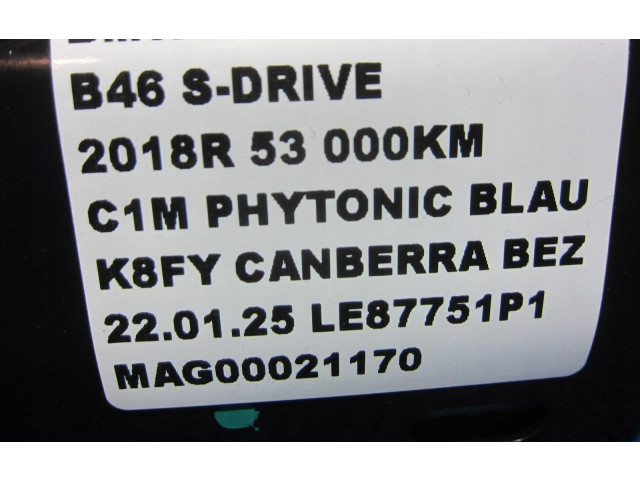 B46 S-DRIVE
2018R 53 000KM
C1M PHYTONIC BLAU
K8FY CANBERRA BEZ
22.01.25 LE87751P1
MAG00021170